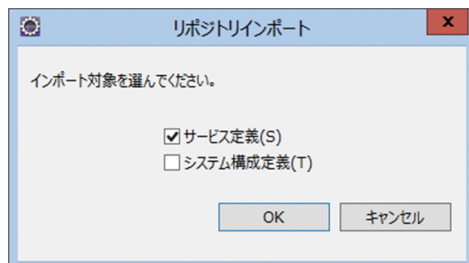 リポジトリインポート
インポート対象を選んでください。
サービス定義(S)
システム構成定義(T)
OK
キャンセル